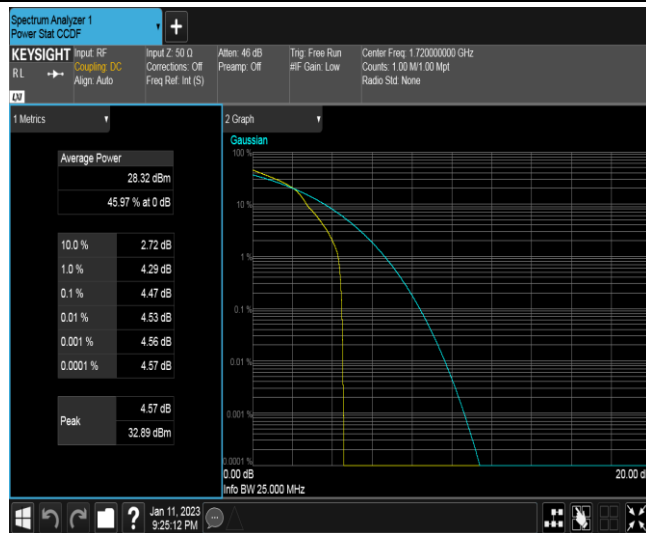 Spectrum Analyzer 1
Power Stat CCDF
+
KEYSIGHT
RL
Input: RF
Coupling: DC
Align: Auto
Input Z: 50 Ω
Corrections: Off
Freq Ref: Int (S)
Atten: 46 dB
Preamp: Off
Trig: Free Run
#IF Gain: Low
Center Freq: 1.720000000 GHz
Counts: 1.00 M/1.00 Mpt
Radio Std: None
1 Metrics
Average Power
28.32 dBm
45.97 % at 0 dB
10.0 % 2.72 dB
1.0 % 4.29 dB
0.1 % 4.47 dB
0.01 % 4.53 dB
0.001 % 4.56 dB
0.0001 % 4.57 dB
Peak
4.57 dB
32.89 dBm
2 Graph
Gaussian
100 %
10 %
1 %
0.1 %
0.01 %
0.001 %
0.0001 %
0.00 dB
20.00 d
Info BW 25.000 MHz
?
Jan 11, 2023
9:25:12 PM